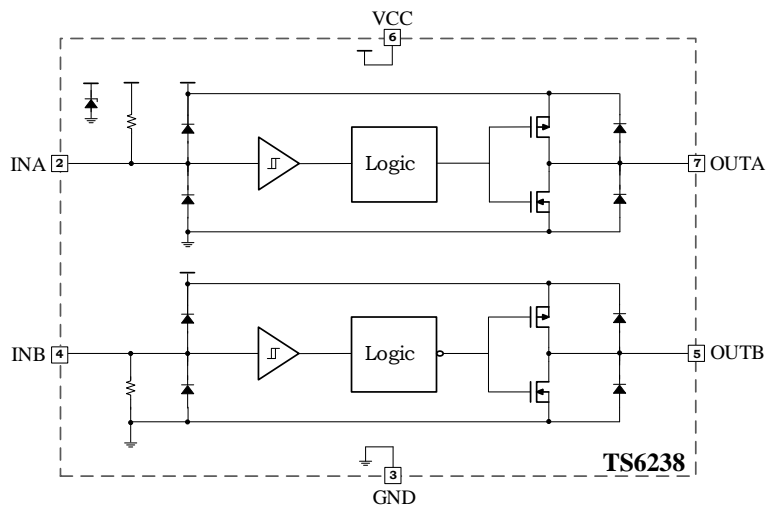 VCC
6
INA 2
Logic
7 OUTA
INB 4
Logic
5 OUTB
3
GND
TS6238